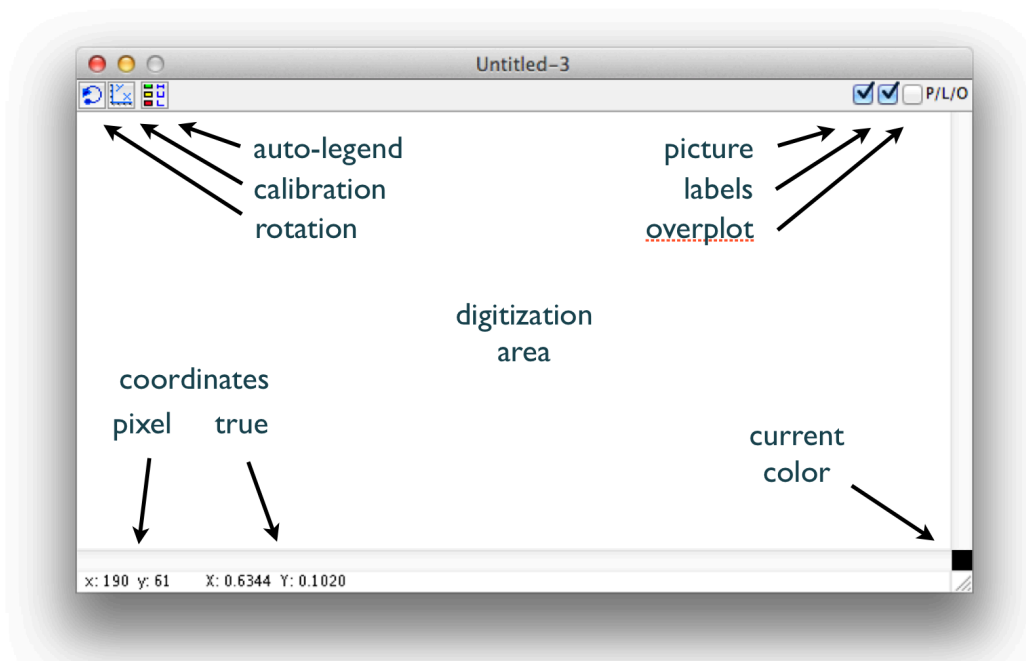 Untitled-3
P/L/O
auto-legend
calibration
rotation
picture
labels
overplot
digitization
area
coordinates
pixel true
current
color
x: 190 y: 61 X: 0.6344 Y: 0.1020